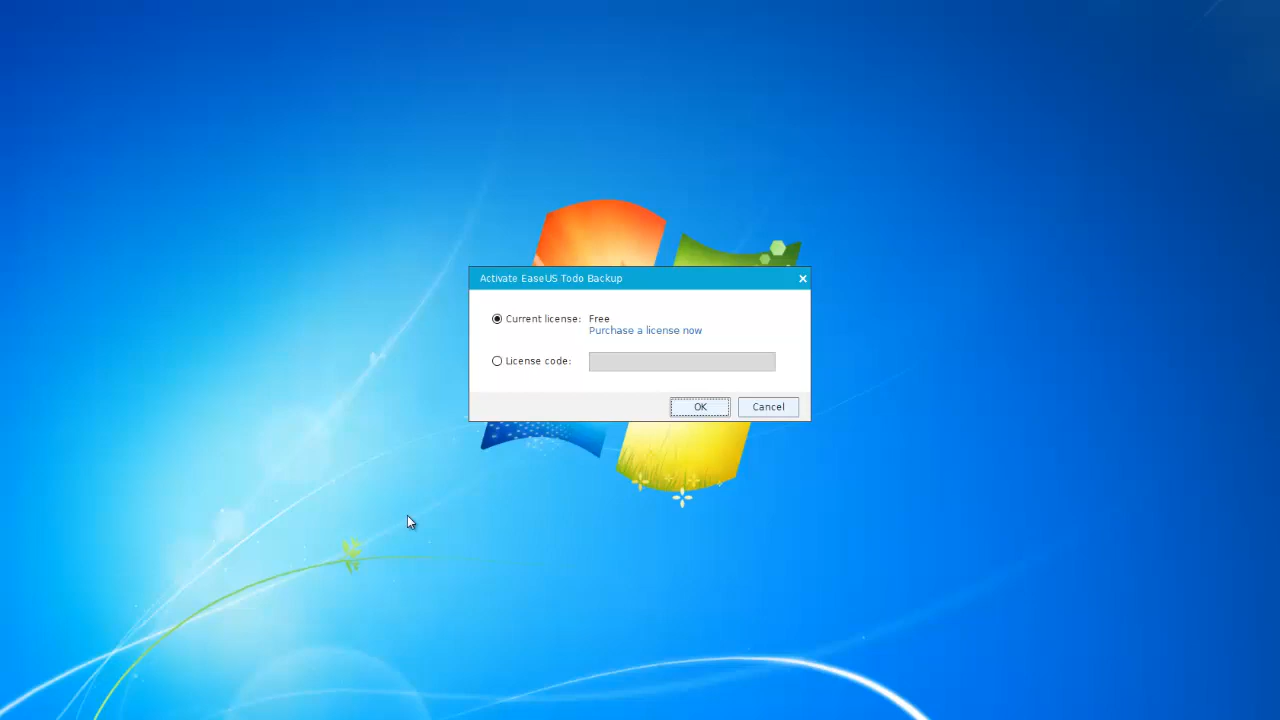 Activate EaseUS Todo Backup
Current license: Free
Purchase a license now
License code:
OK Cancel